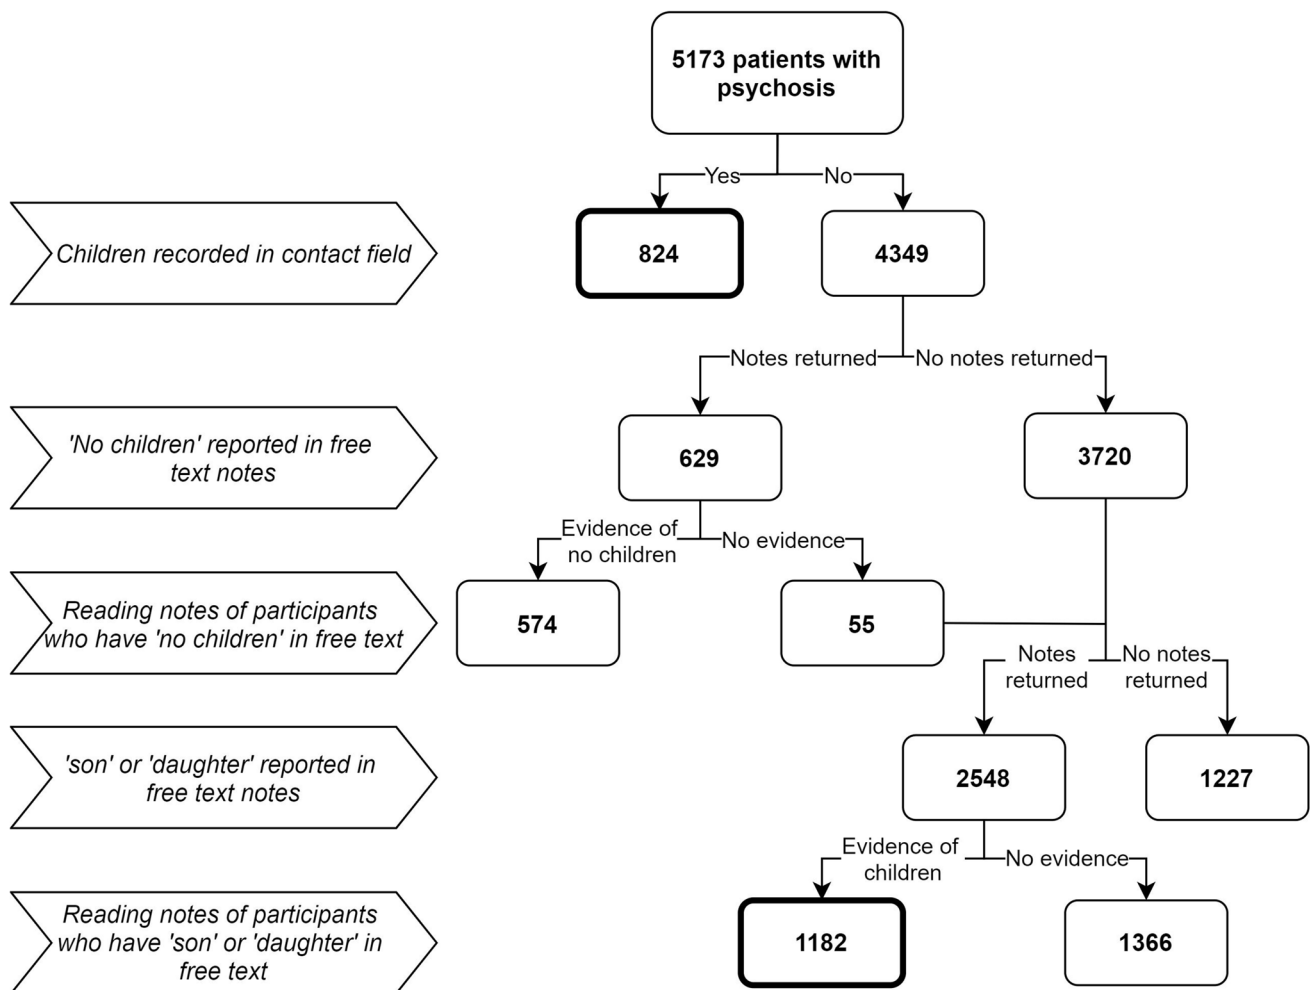 5173 patients with
psychosis
Yes
No
Children recorded in contact field
824
4349
Notes returned
No notes returned
'No children' reported in free
text notes
629
3720
Evidence of
no children
No evidence
Reading notes of participants
who have 'no children' in free text
574
55
Notes
returned
No notes
returned
'son' or 'daughter' reported in
free text notes
2548
1227
Evidence of
children
No evidence
Reading notes of participants
who have 'son' or 'daughter' in
free text
1182
1366